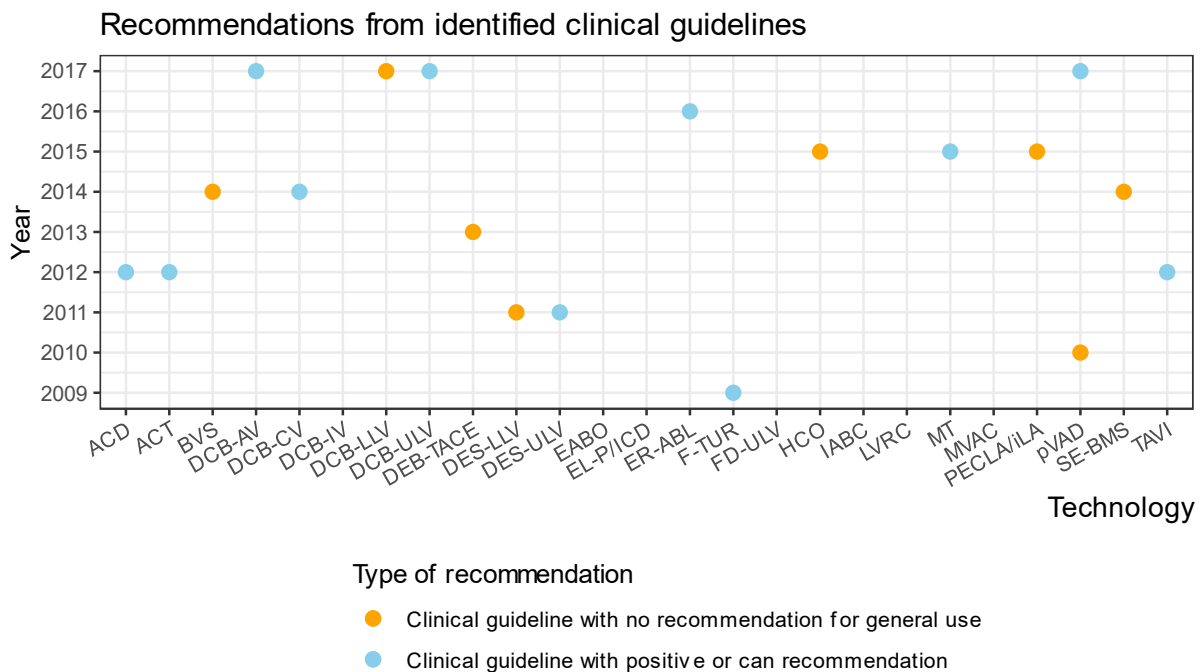 Recommendations from identified clinical guidelines
Year
2017
2016
2015
2014
2013
2012
2011
2010
2009
ACD
ACT
BVS
DCB-AV
DCB-CV
DCB-IV
DCB-LLV
DCB-ULV
DEB-TACE
DES-LLV
DES-ULV
EABO
EL-P/ICD
ER-ABL
F-TUR
FD-ULV
HCO
IABC
LVRC
MT
MVAC
PECLA/iLA
pVAD
SE-BMS
TAVI
Technology
Type of recommendation
Clinical guideline with no recommendation for general use
Clinical guideline with positive or can recommendation